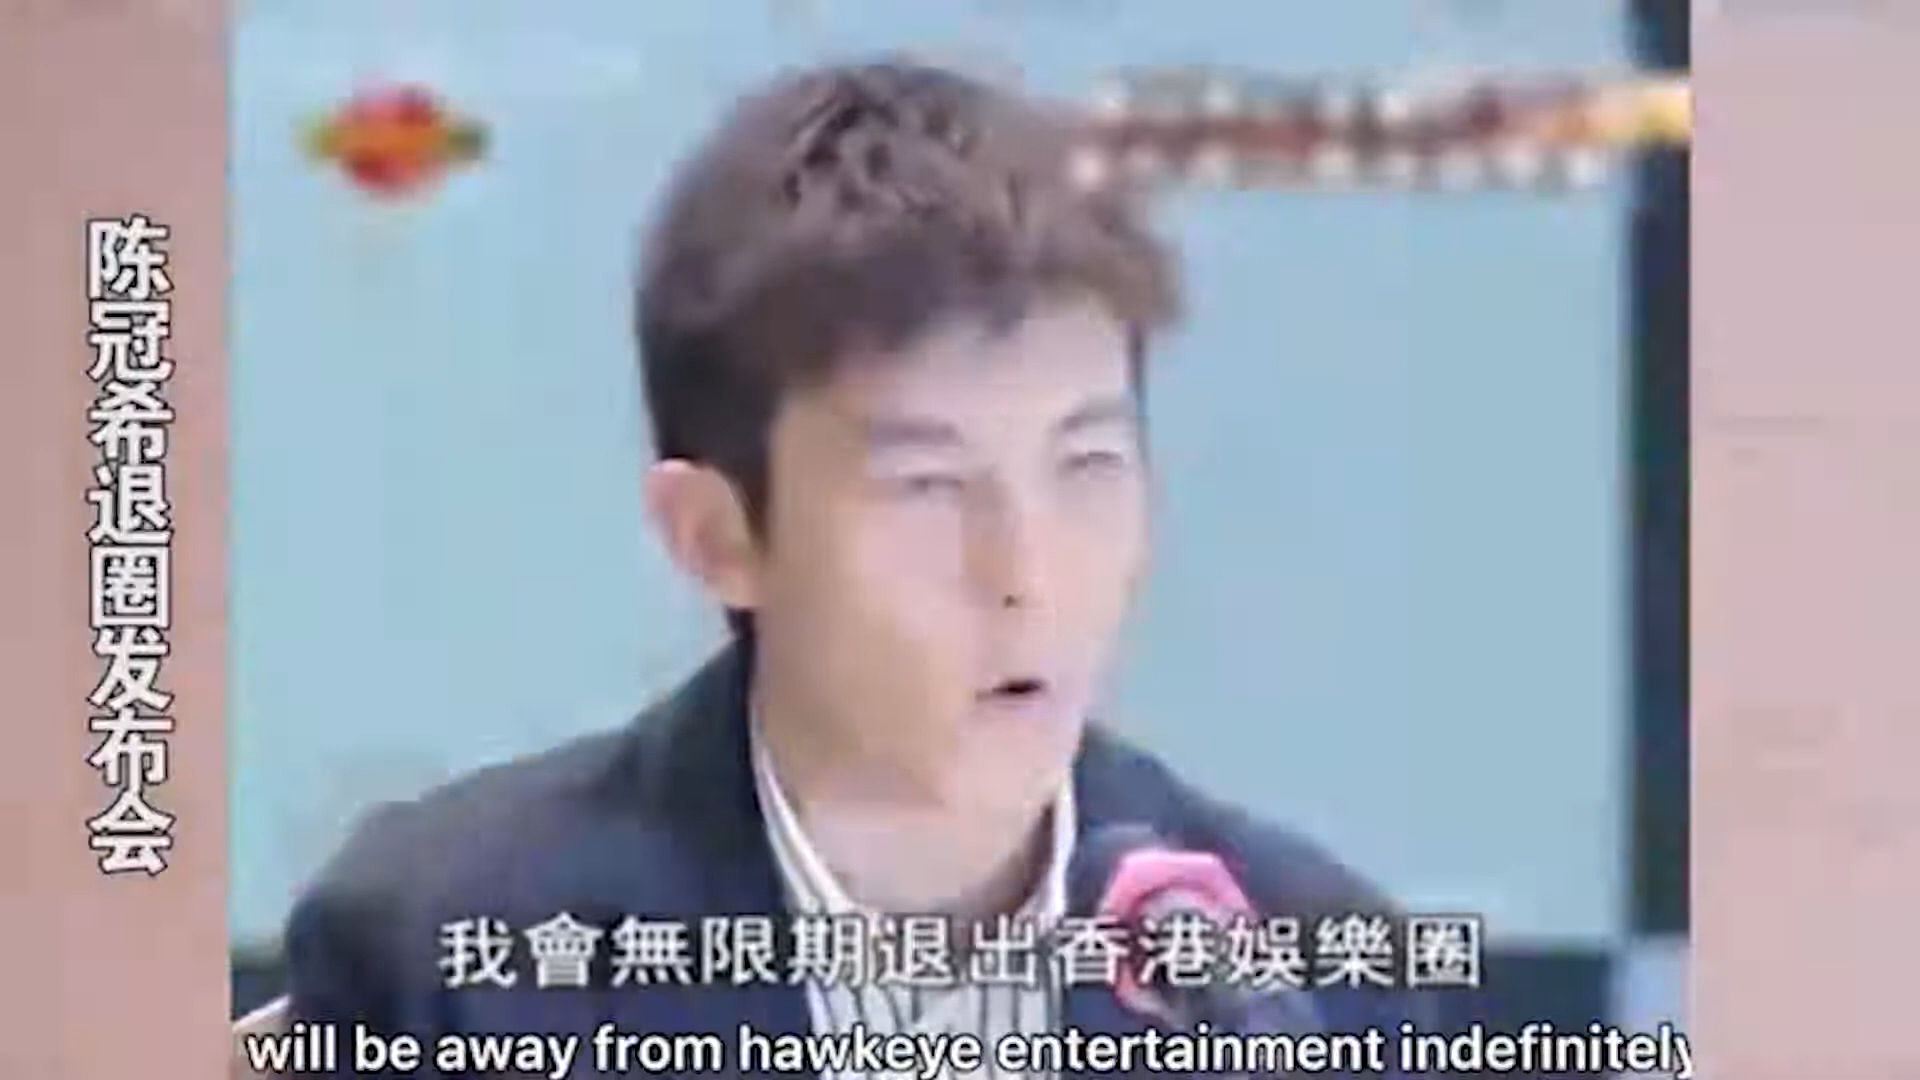 陈冠希退圈发布会
我會無限期退出香港娛樂圈
will be away from hawkeye entertainment indefinitely